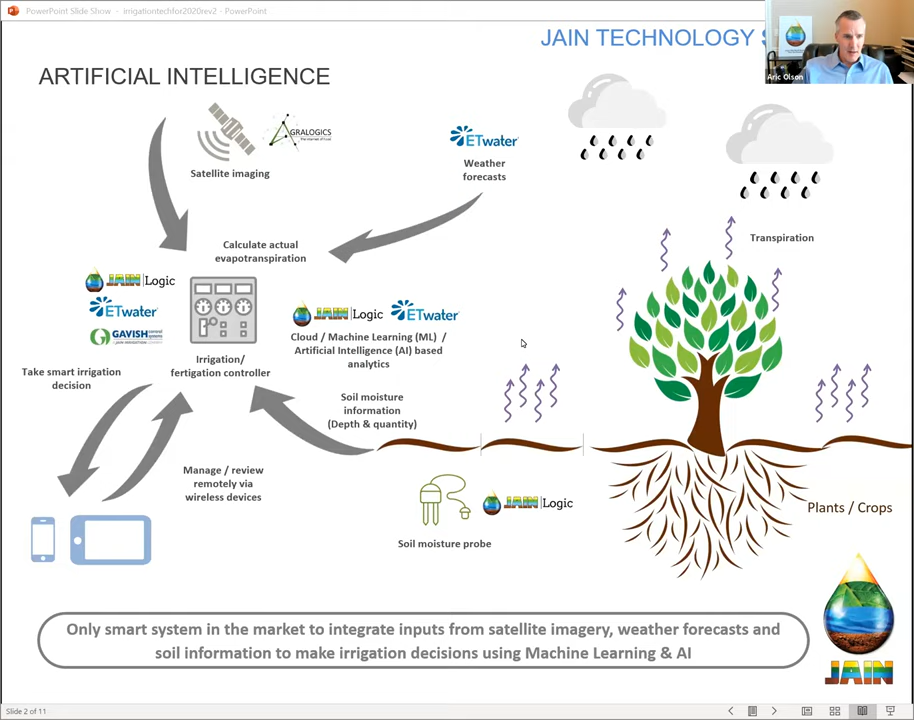 PowerPoint Slide Show - irrigationtechfor2020rev2 - PowerPoint
JAIN TECHNOLOGY
Aric Olson
ARTIFICIAL INTELLIGENCE
AGRALOGICS
Satellite imaging
ETwater
Weather
forecasts
Transpiration
Calculate actual
evapotranspiration
JAIN Logic
ETwater
GAVISH
JAIN Logic
ETwater
Cloud / Machine Learning (ML) /
Artificial Intelligence (AI) based
analytics
Irrigation/
fertigation controller
Take smart irrigation
decision
Soil moisture
information
(Depth & quantity)
Manage / review
remotely via
wireless devices
JAIN Logic
Soil moisture probe
Plants / Crops
Only smart system in the market to integrate inputs from satellite imagery, weather forecasts and
soil information to make irrigation decisions using Machine Learning & AI
JAIN
Slide 2 of 11